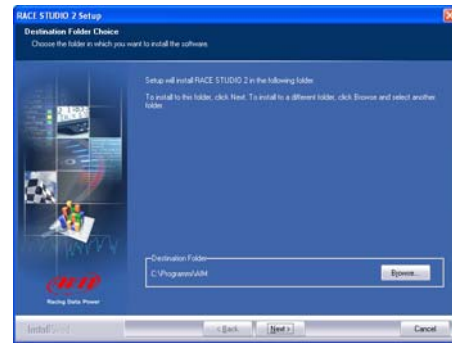 RACE STUDIO 2 Setup
Destination Folder Choice
Choose the folder in which you want to install the software.
Setup will install RACE STUDIO 2 in the following folder
To install to this folder, click Next. To install to a different folder, click Browse and select another
folder
Destination Folder
C:\Programmi\AIM
Browse...
AIM
Racing Data Power
< Back
Next >
Cancel